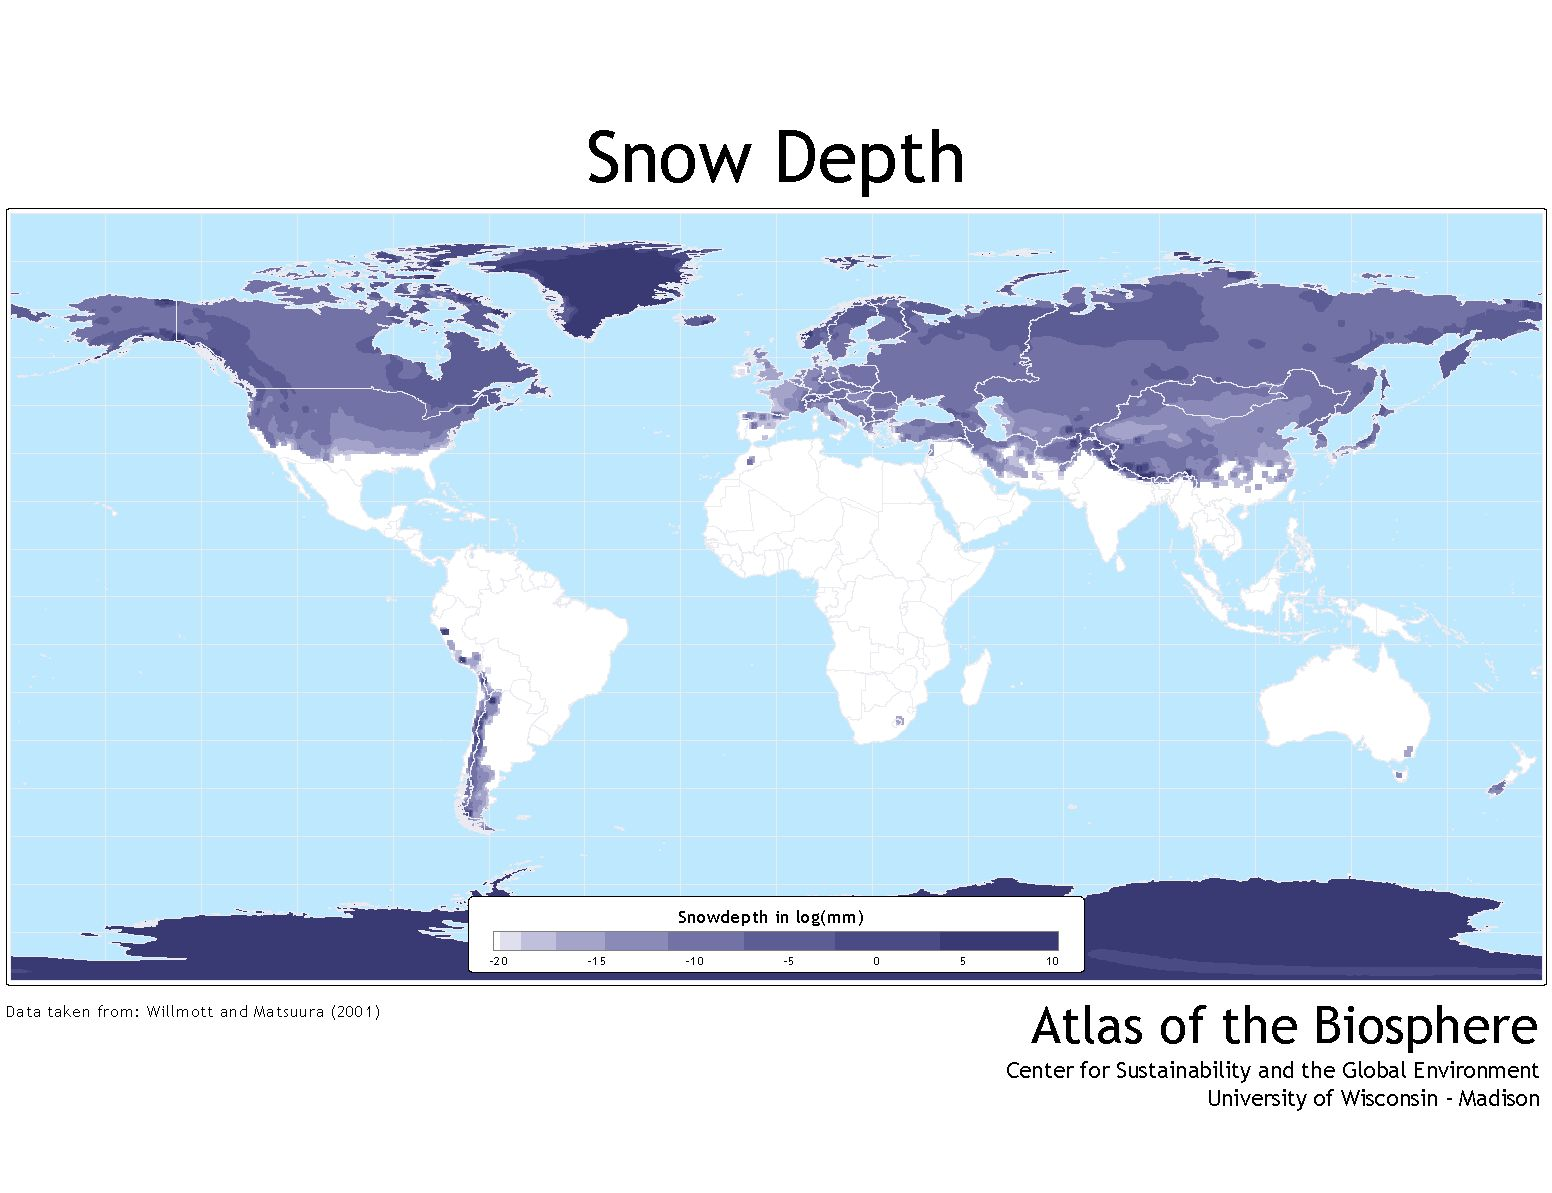 Snow Depth
Snowdepth in log(mm)
-20 -15 -10 -5 0 5 10
Data taken from: Willmott and Matsuura (2001)
Atlas of the Biosphere
Center for Sustainability and the Global Environment
University of Wisconsin - Madison